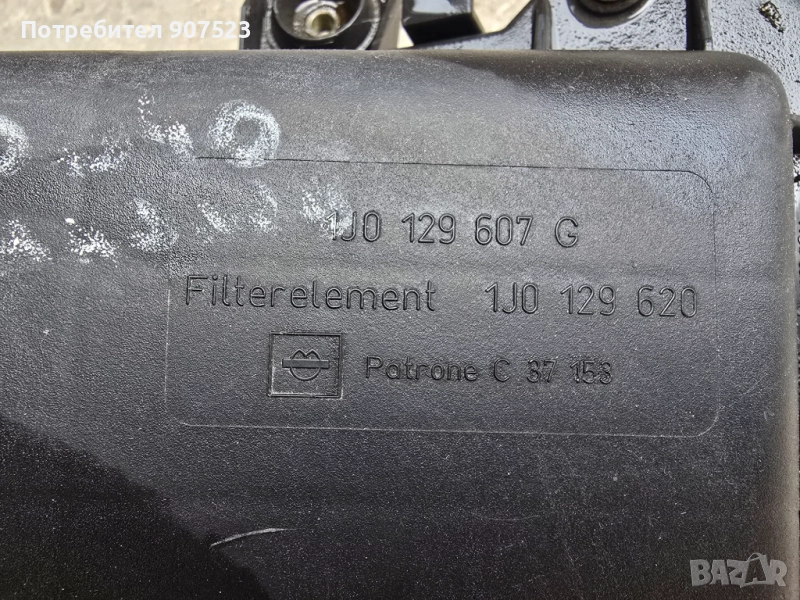 Потребител 907523
1J0 129 607 G
Filterelement 1J0 129 620
Patrone C 37 153
BAZAR